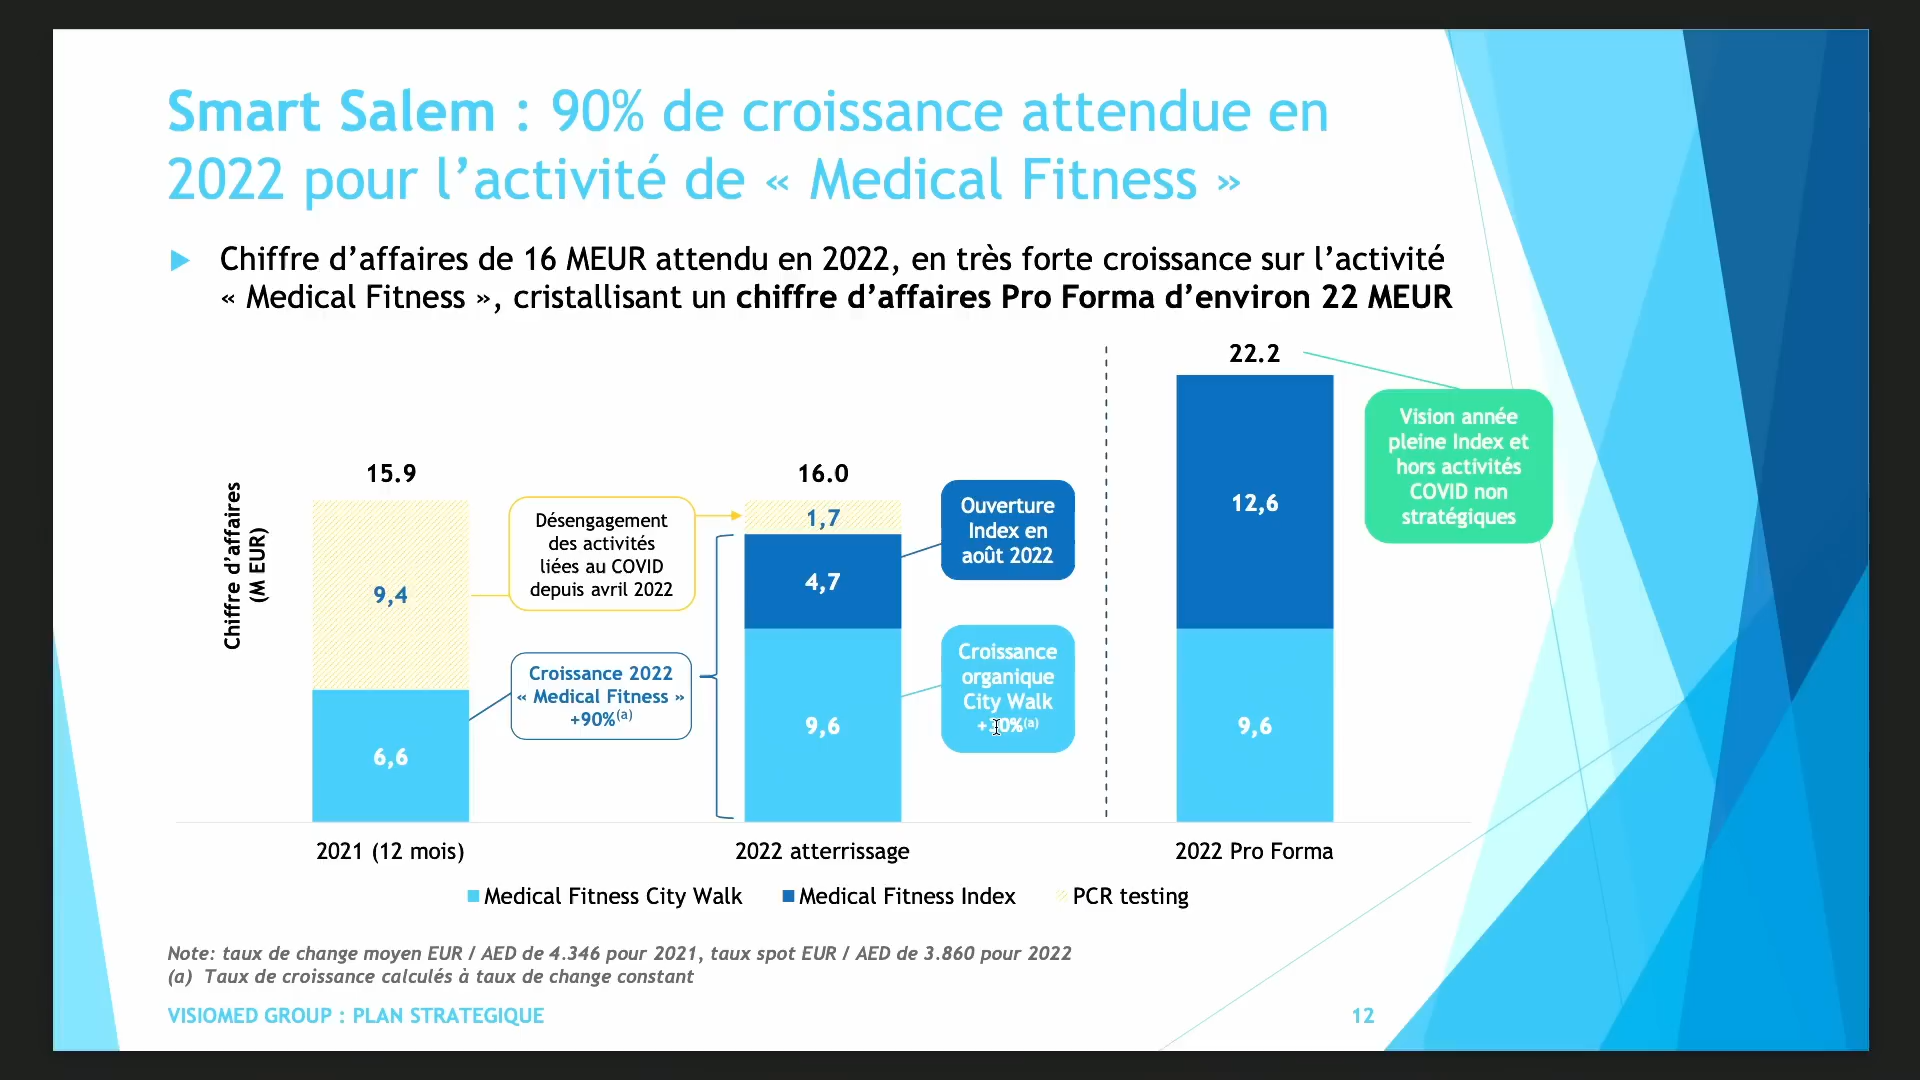 Smart Salem : 90% de croissance attendue en
2022 pour l’activité de « Medical Fitness »
Chiffre d’affaires de 16 MEUR attendu en 2022, en très forte croissance sur l’activité
« Medical Fitness », cristallisant un chiffre d’affaires Pro Forma d’environ 22 MEUR
Chiffre d’affaires
(M EUR)
15.9
9,4
6,6
Désengagement
des activités
liées au COVID
depuis avril 2022
Croissance 2022
« Medical Fitness »
+90%(a)
16.0
1,7
4,7
9,6
Ouverture
Index en
août 2022
Croissance
organique
City Walk
+30%(a)
22.2
12,6
9,6
Vision année
pleine Index et
hors activités
COVID non
stratégiques
2021 (12 mois)
2022 atterrissage
2022 Pro Forma
Medical Fitness City Walk
Medical Fitness Index
PCR testing
Note: taux de change moyen EUR / AED de 4.346 pour 2021, taux spot EUR / AED de 3.860 pour 2022
(a) Taux de croissance calculés à taux de change constant
VISIOMED GROUP : PLAN STRATEGIQUE
12